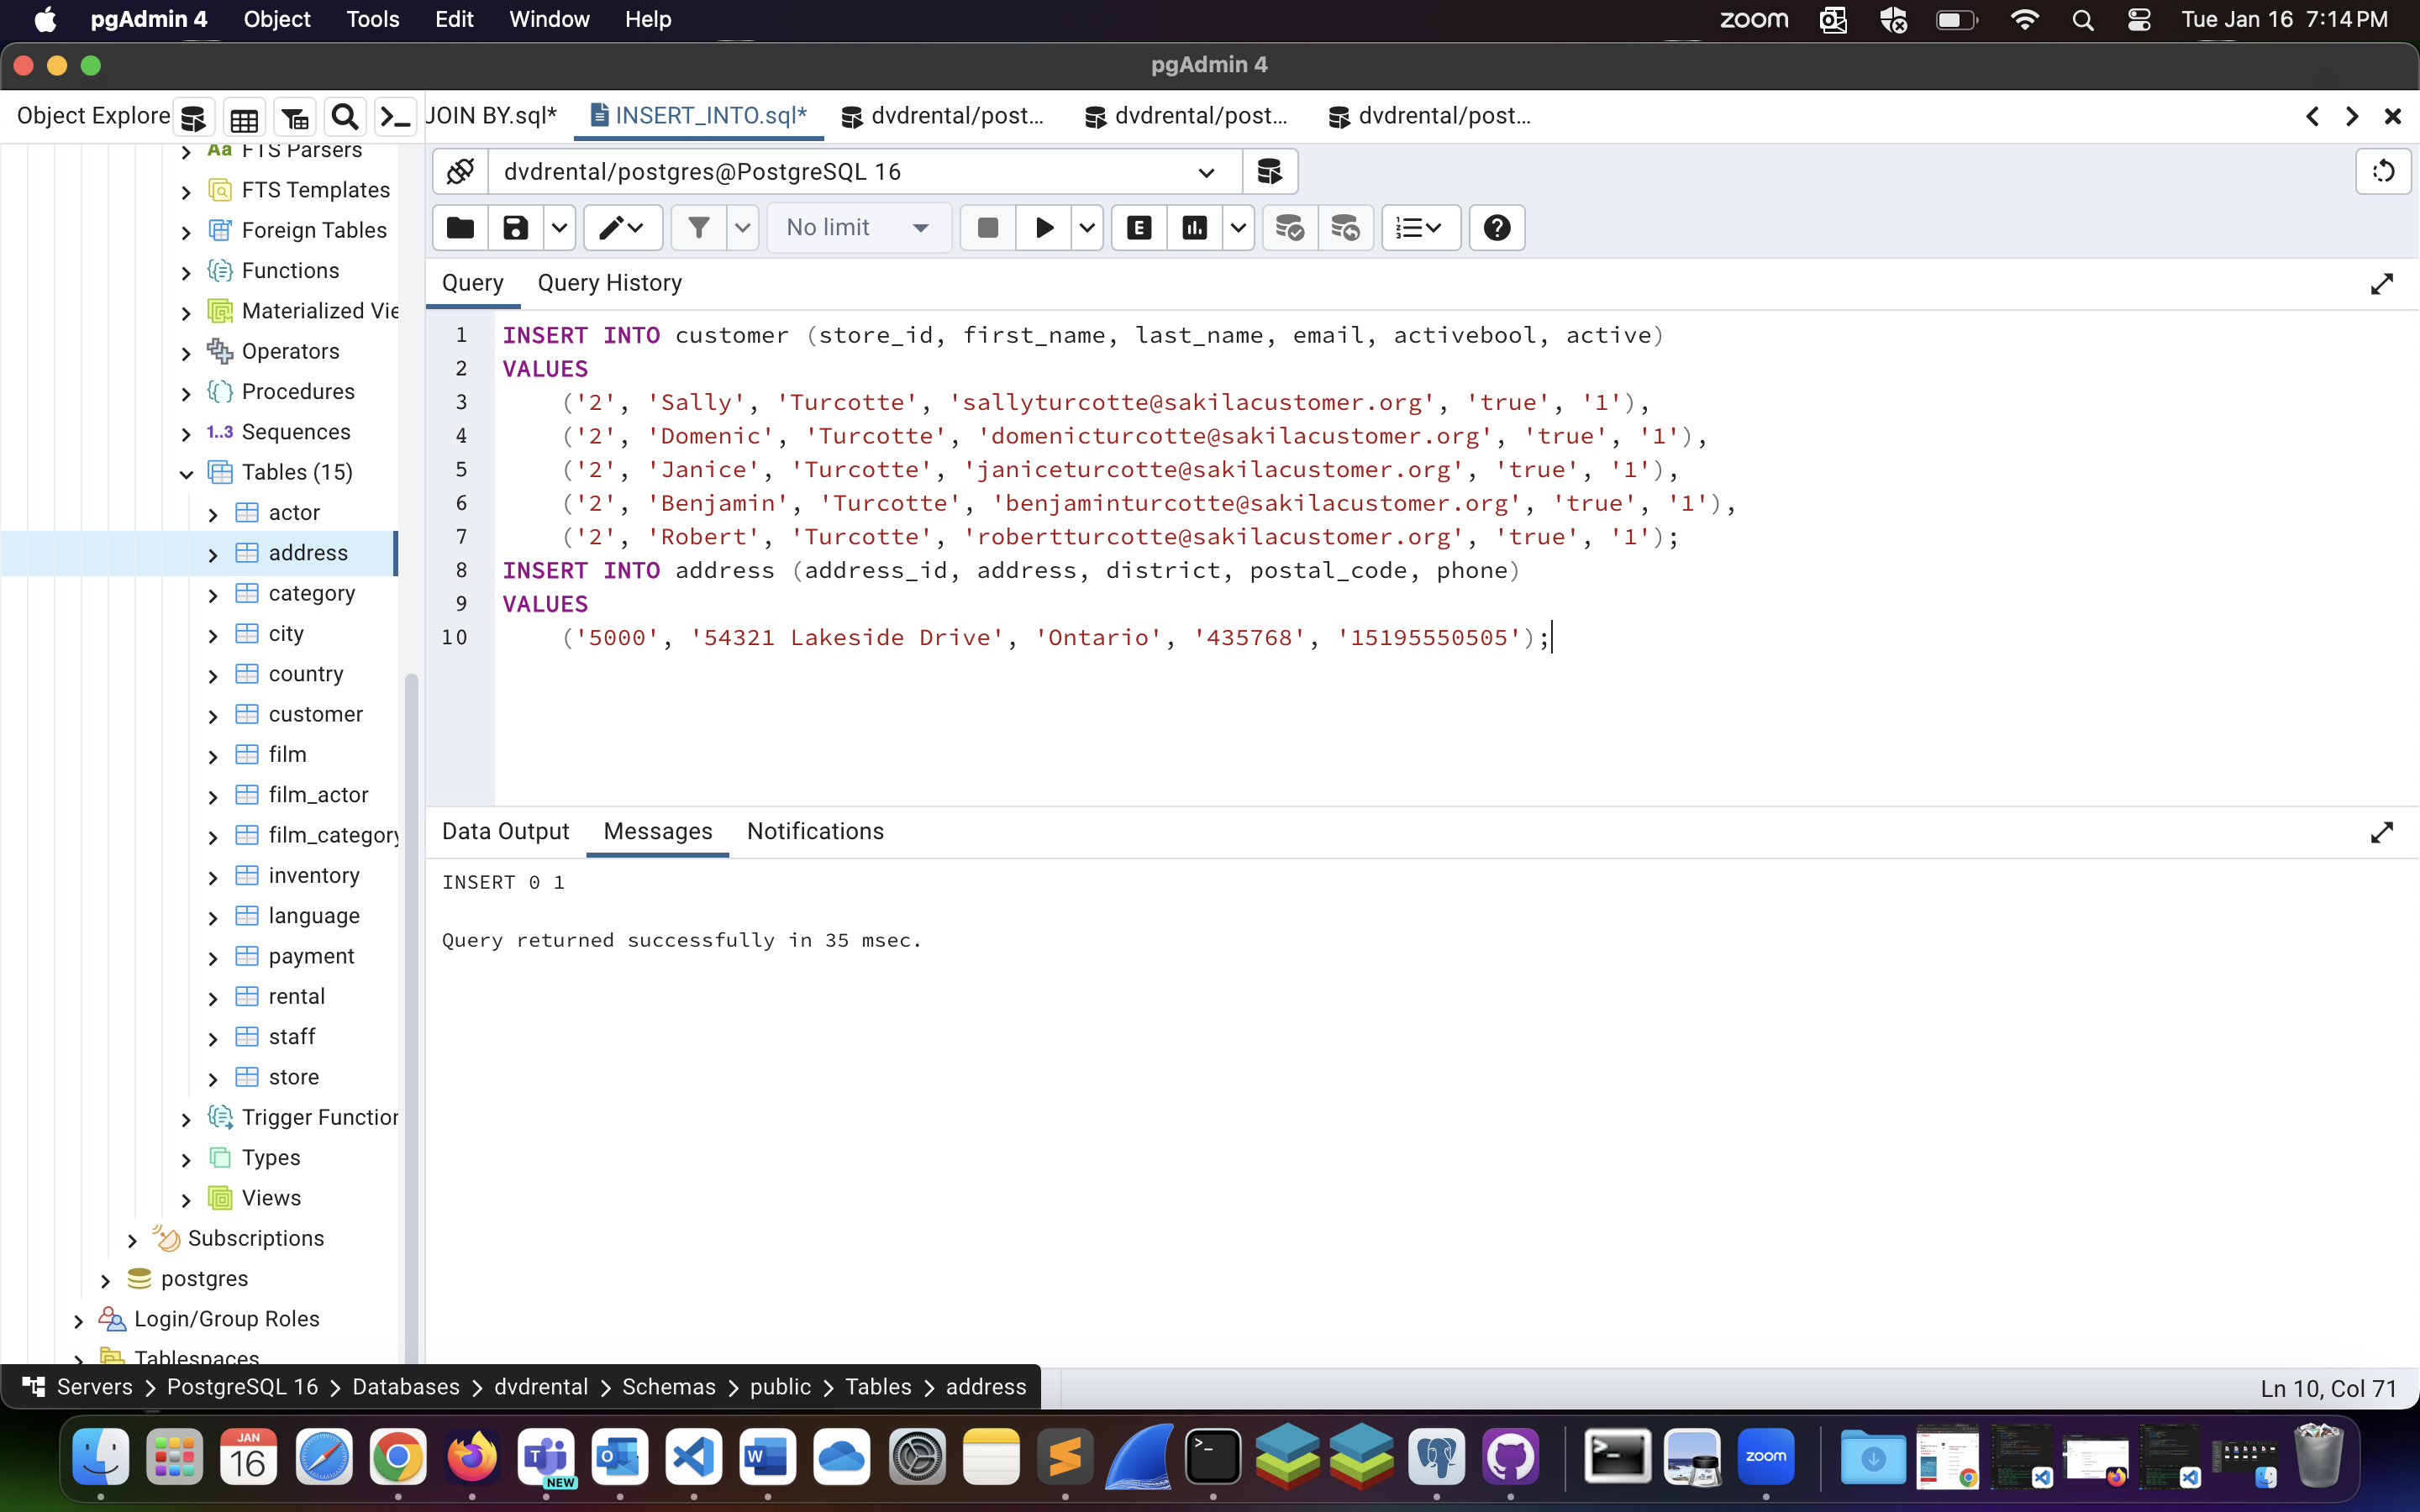 pgAdmin 4 Object Tools Edit Window Help zoom Tue Jan 16 7:14 PM
pgAdmin 4
Object Explore JOIN BY.sql* INSERT_INTO.sql* dvdrental/post... dvdrental/post... dvdrental/post...
Aa FTS Parsers
FTS Templates
Foreign Tables
Functions
Materialized Vie
Operators
Procedures
1..3 Sequences
Tables (15)
actor
address
category
city
country
customer
film
film_actor
film_category
inventory
language
payment
rental
staff
store
Trigger Function
Types
Views
Subscriptions
postgres
Login/Group Roles
Tablespaces
dvdrental/postgres@PostgreSQL 16
No limit E
Query Query History
1 INSERT INTO customer (store_id, first_name, last_name, email, activebool, active)
2 VALUES
3 ('2', 'Sally', 'Turcotte', 'sallyturcotte@sakilacustomer.org', 'true', '1'),
4 ('2', 'Domenic', 'Turcotte', 'domenicturcotte@sakilacustomer.org', 'true', '1'),
5 ('2', 'Janice', 'Turcotte', 'janiceturcotte@sakilacustomer.org', 'true', '1'),
6 ('2', 'Benjamin', 'Turcotte', 'benjaminturcotte@sakilacustomer.org', 'true', '1'),
7 ('2', 'Robert', 'Turcotte', 'robertturcotte@sakilacustomer.org', 'true', '1');
8 INSERT INTO address (address_id, address, district, postal_code, phone)
9 VALUES
10 ('5000', '54321 Lakeside Drive', 'Ontario', '435768', '15195550505');
Data Output Messages Notifications
INSERT 0 1
Query returned successfully in 35 msec.
Servers > PostgreSQL 16 > Databases > dvdrental > Schemas > public > Tables > address
Ln 10, Col 71
JAN
16
NEW
zoom